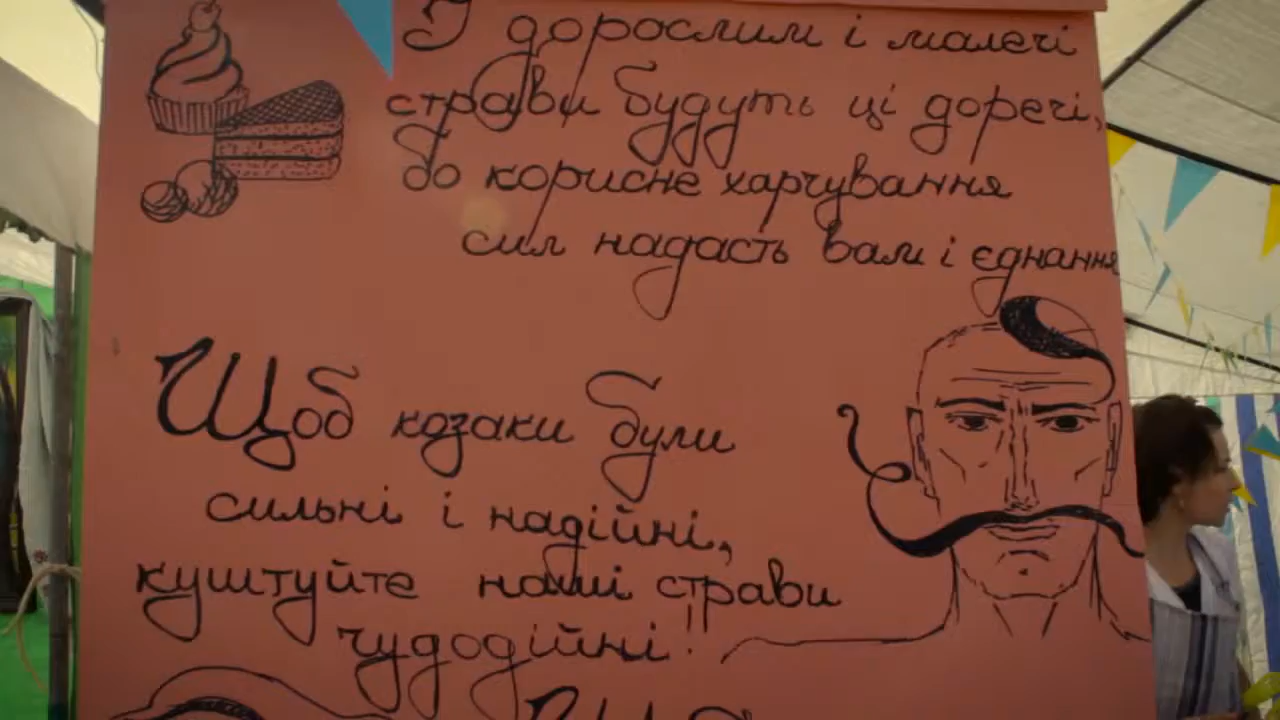 І дорослим і малечі
страви будуть ці доречі,
бо корисне харчування
сил надасть вам і єднання
Щоб козаки були
сильні і надійні,
куштуйте наші страви
чудодійні!!